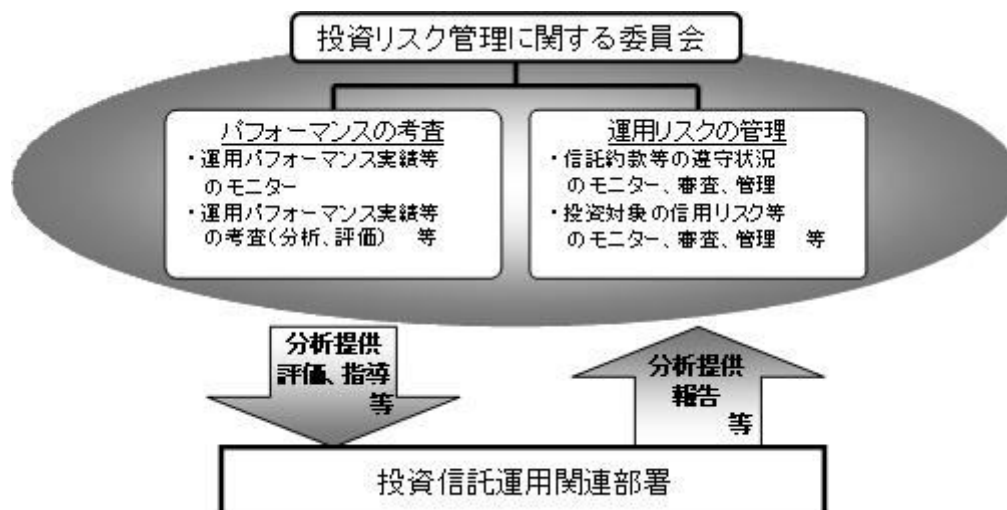 投資リスク管理に関する委員会
パフォーマンスの考査
・運用パフォーマンス実績等
のモニター
・運用パフォーマンス実績等
の考査(分析、評価) 等
運用リスクの管理
・信託約款等の遵守状況
のモニター、審査、管理
・投資対象の信用リスク等
のモニター、審査、管理 等
分析提供
評価、指導
等
分析提供
報告
等
投資信託運用関連部署